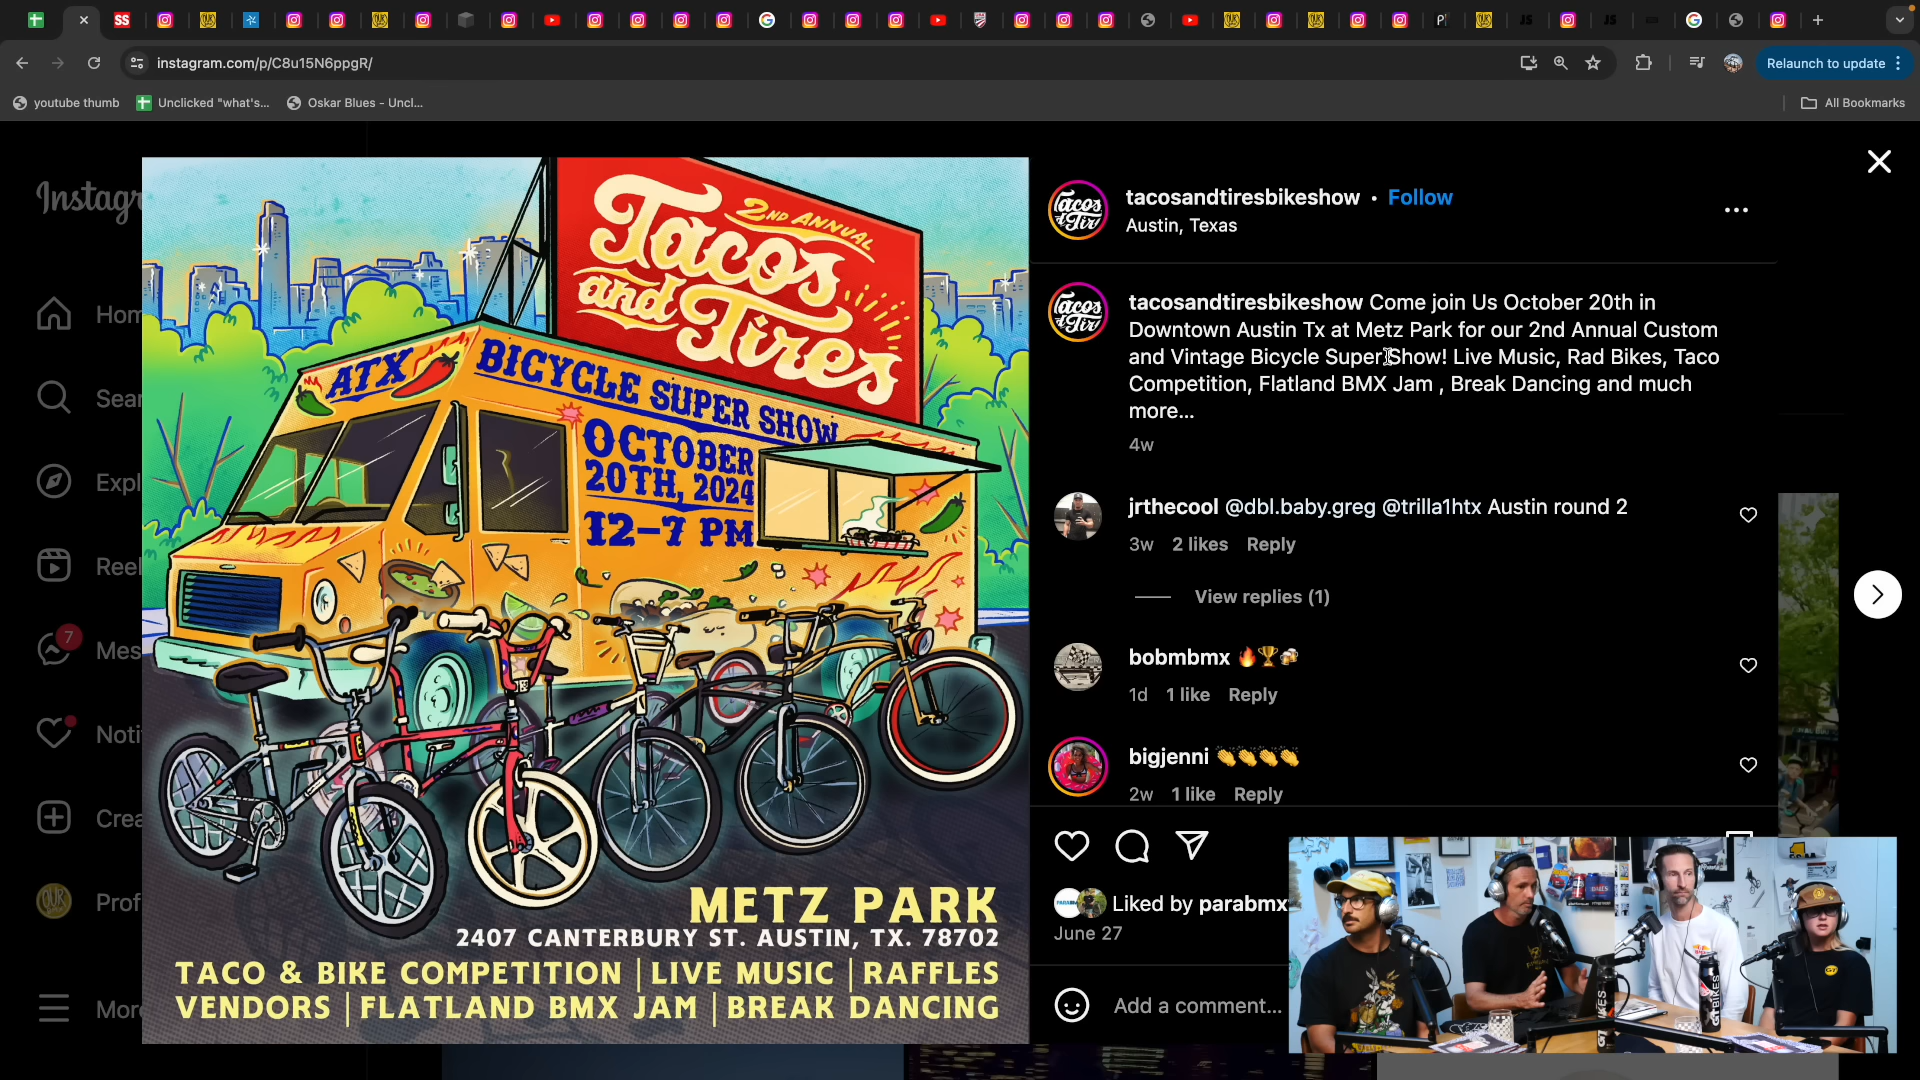 instagram.com/p/C8u15N6ppgR/
Relaunch to update
youtube thumb
Unclicked "what's...
Oskar Blues - Uncl...
All Bookmarks
Hom
Sear
Expl
Reel
7
Mes
Noti
Crea
Prof
Mor
2ND ANNUAL
Tacos
and Tires
ATX
BICYCLE SUPER SHOW
OCTOBER
20TH, 2024
12-7 PM
METZ PARK
2407 CANTERBURY ST. AUSTIN, TX. 78702
TACO & BIKE COMPETITION | LIVE MUSIC | RAFFLES
VENDORS | FLATLAND BMX JAM | BREAK DANCING
tacosandtiresbikeshow • Follow
Austin, Texas
tacosandtiresbikeshow Come join Us October 20th in
Downtown Austin Tx at Metz Park for our 2nd Annual Custom
and Vintage Bicycle Super Show! Live Music, Rad Bikes, Taco
Competition, Flatland BMX Jam , Break Dancing and much
more...
4w
jrthecool @dbl.baby.greg @trilla1htx Austin round 2
3w 2 likes Reply
View replies (1)
bobmbmx 🔥🏆🍻
1d 1 like Reply
bigjenni 👏👏👏👏
2w 1 like Reply
Liked by parabmx
June 27
Add a comment...